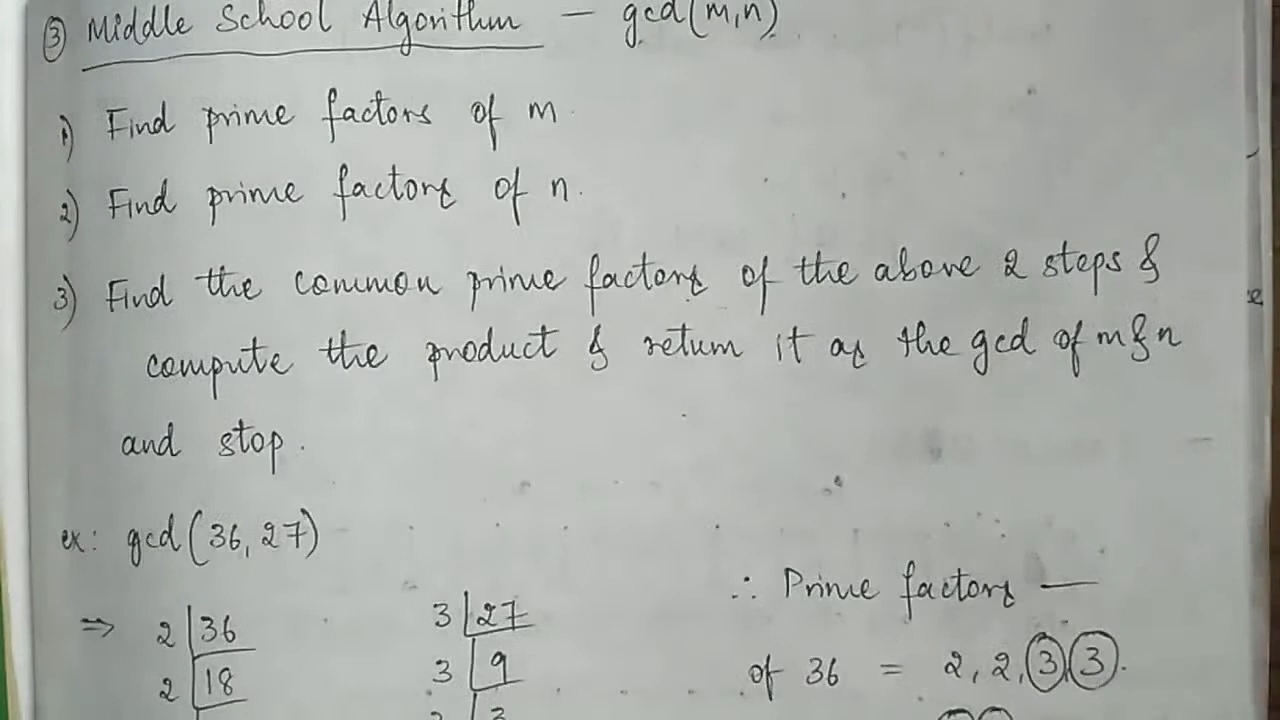 ③ Middle School Algorithm — gcd(m,n)
1) Find prime factors of m.
2) Find prime factors of n.
3) Find the common prime factors of the above 2 steps &
compute the product & return it as the gcd of m & n
and stop.
ex: gcd(36, 27)
∴ Prime factors —
⇒ 2 | 36 3 | 27
2 | 18 3 | 9 of 36 = 2, 2, 3, 3.
3